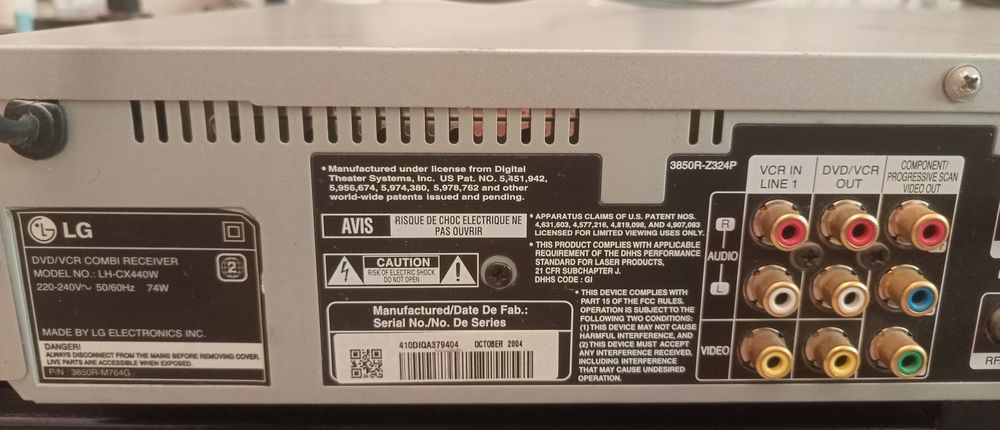 LG
DVD/VCR COMBI RECEIVER
MODEL NO.: LH-CX440W
220-240V~ 50/60Hz 74W
2
MADE BY LG ELECTRONICS INC.
DANGER!
ALWAYS DISCONNECT FROM THE MAINS BEFORE REMOVING COVER.
LIVE PARTS ARE ACCESSIBLE WHEN EXPOSED.
P/N : 3850R-M764G
• Manufactured under license from Digital
Theater Systems, Inc. US Pat. NO. 5,451,942,
5,956,674, 5,974,380, 5,978,762 and other
world-wide patents issued and pending.
AVIS
RISQUE DE CHOC ELECTRIQUE NE
PAS OUVRIR
CAUTION
RISK OF ELECTRIC SHOCK
DO NOT OPEN
Manufactured/Date De Fab.:
Serial No./No. De Series
410DIQA379404 OCTOBER 2004
• APPARATUS CLAIMS OF U.S. PATENT NOS.
4,631,603, 4,577,216, 4,819,098, AND 4,907,093
LICENSED FOR LIMITED VIEWING USES ONLY.
• THIS PRODUCT COMPLIES WITH APPLICABLE
REQUIREMENT OF THE DHHS PERFORMANCE
STANDARD FOR LASER PRODUCTS,
21 CFR SUBCHAPTER J.
DHHS CODE : GI
• THIS DEVICE COMPLIES WITH
PART 15 OF THE FCC RULES.
OPERATION IS SUBJECT TO THE
FOLLOWING TWO CONDITIONS:
(1) THIS DEVICE MAY NOT CAUSE
HARMFUL INTERFERENCE, AND
(2) THIS DEVICE MUST ACCEPT
ANY INTERFERENCE RECEIVED,
INCLUDING INTERFERENCE
THAT MAY CAUSE UNDESIRED
OPERATION.
3850R-Z324P
VCR IN
LINE 1
DVD/VCR
OUT
COMPONENT/
PROGRESSIVE SCAN
VIDEO OUT
R
AUDIO
L
VIDEO
RF